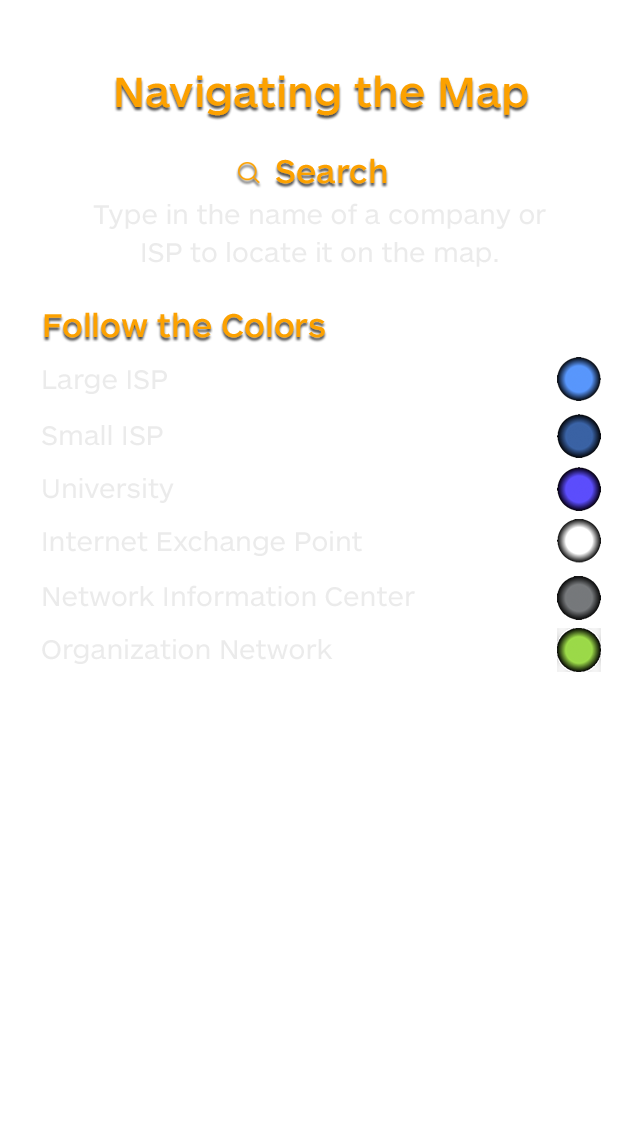 Navigating the Map
Search
Type in the name of a company or
ISP to locate it on the map.
Follow the Colors
Large ISP
Small ISP
University
Internet Exchange Point
Network Information Center
Organization Network